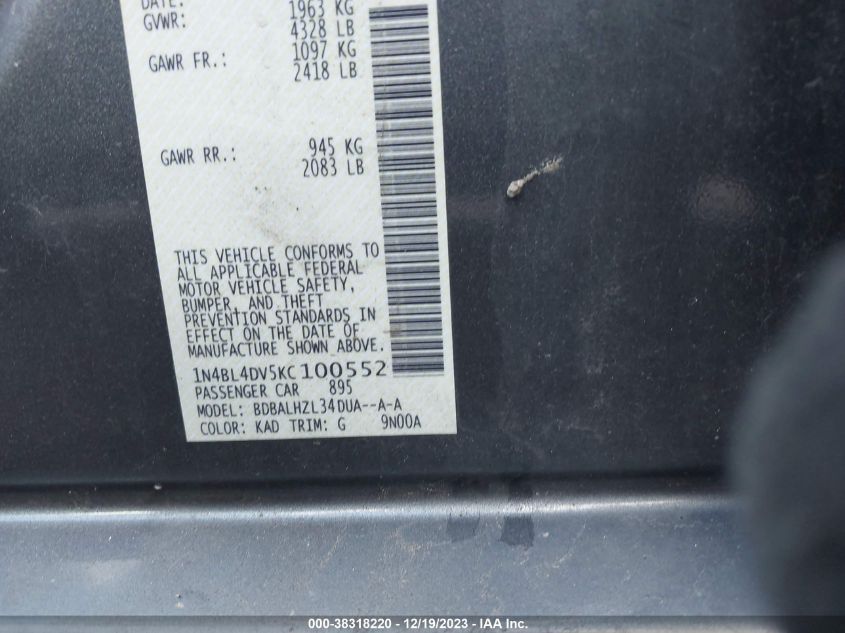 DATE:
GVWR: 1963 KG
4328 LB
GAWR FR.: 1097 KG
2418 LB
GAWR RR.: 945 KG
2083 LB
THIS VEHICLE CONFORMS TO
ALL APPLICABLE FEDERAL
MOTOR VEHICLE SAFETY,
BUMPER, AND THEFT
PREVENTION STANDARDS IN
EFFECT ON THE DATE OF
MANUFACTURE SHOWN ABOVE.
1N4BL4DV5KC100552
PASSENGER CAR 895
MODEL: BDBALHZL34DUA--A-A
COLOR: KAD TRIM: G 9N00A
000-38318220 - 12/19/2023 - IAA Inc.